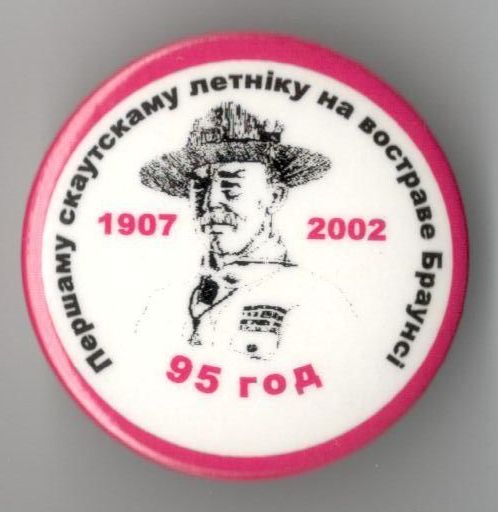 Першаму скаутскаму летніку на востраве Браунсі
1907 2002
95 год